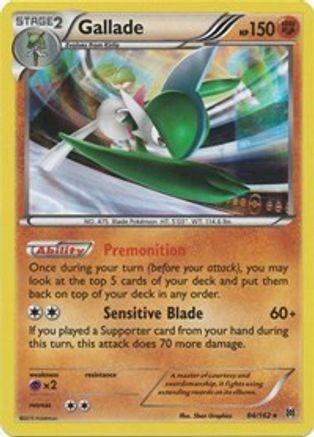 STAGE2
Gallade
HP150
Evolves from Kirlia
NO. 475 Blade Pokémon HT: 5'03" WT: 114.6 lbs.
Ability Premonition
Once during your turn (before your attack), you may
look at the top 5 cards of your deck and put them
back on top of your deck in any order.
Sensitive Blade 60+
If you played a Supporter card from your hand during
this turn, this attack does 70 more damage.
weakness resistance
×2
A master of courtesy and
swordsmanship, it fights using
extending swords on its elbows.
retreat
©2015 Pokémon
Illus. Shin Oragiri
84/162